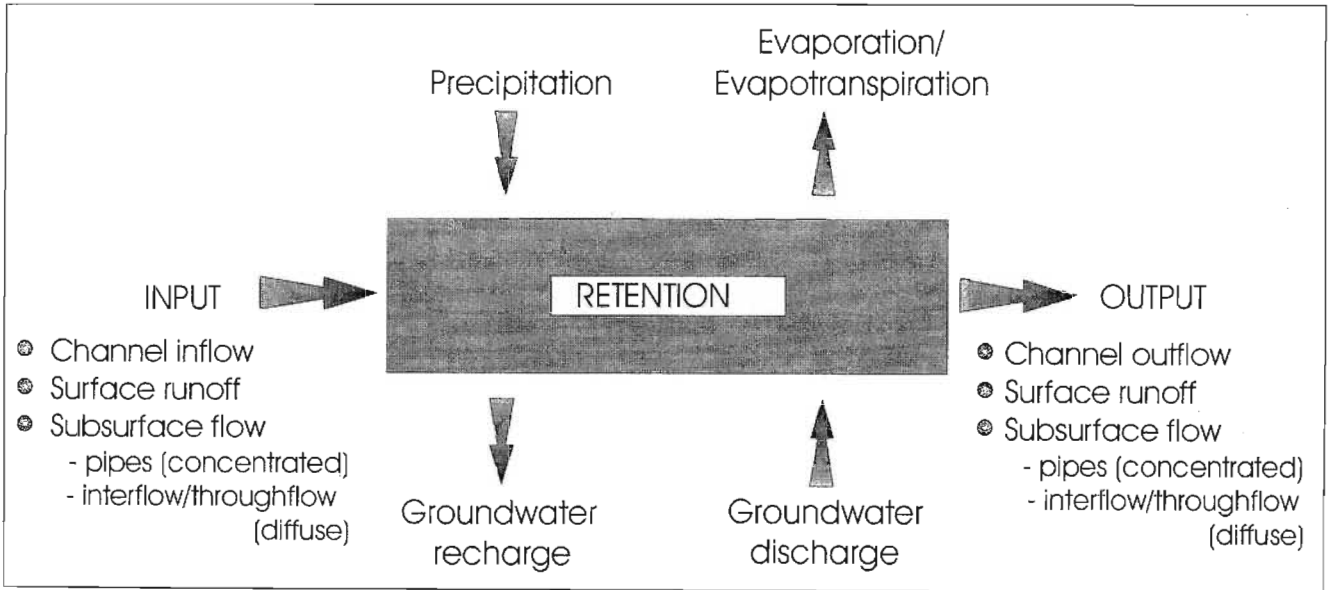 Precipitation
Evaporation/
Evapotranspiration
INPUT
RETENTION
OUTPUT
Channel inflow
Surface runoff
Subsurface flow
- pipes (concentrated)
- interflow/throughflow
(diffuse)
Groundwater
recharge
Groundwater
discharge
Channel outflow
Surface runoff
Subsurface flow
- pipes (concentrated)
- interflow/throughflow
(diffuse)